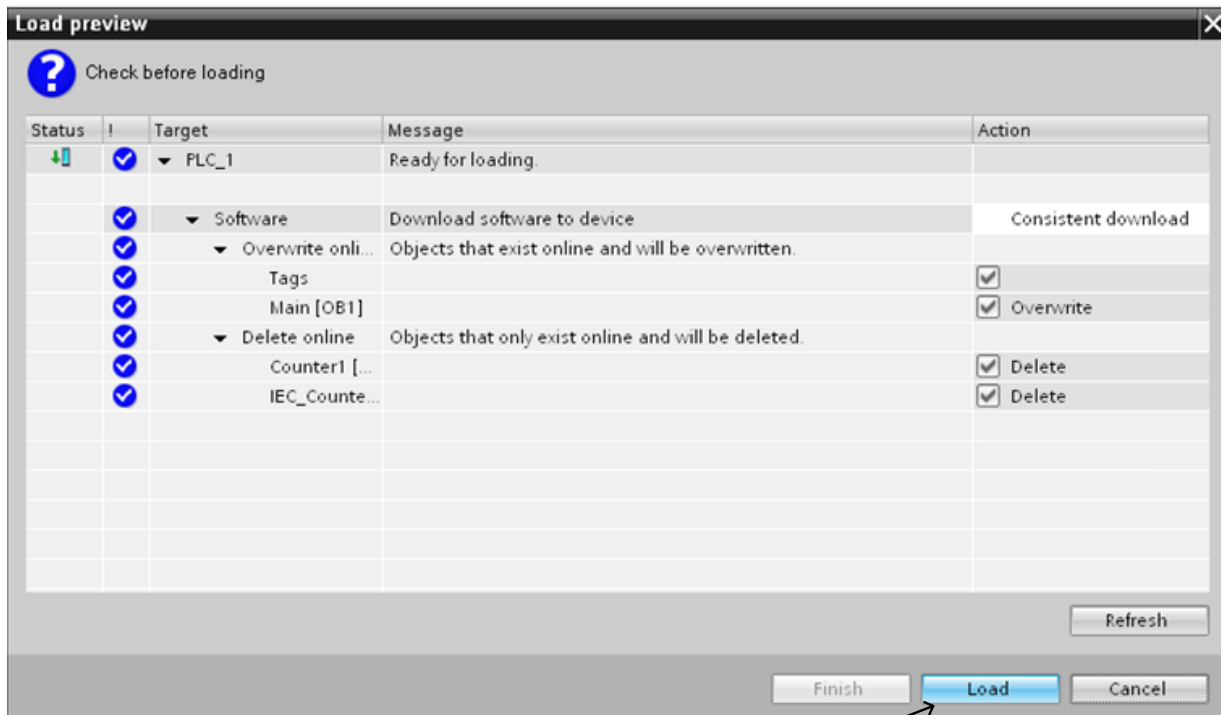 Load preview
Check before loading
Status ! Target Message Action
PLC_1 Ready for loading.
Software Download software to device Consistent download
Overwrite onli... Objects that exist online and will be overwritten.
Tags
Main [OB1] Overwrite
Delete online Objects that only exist online and will be deleted.
Counter1 [... Delete
IEC_Counte... Delete
Refresh
Finish Load Cancel